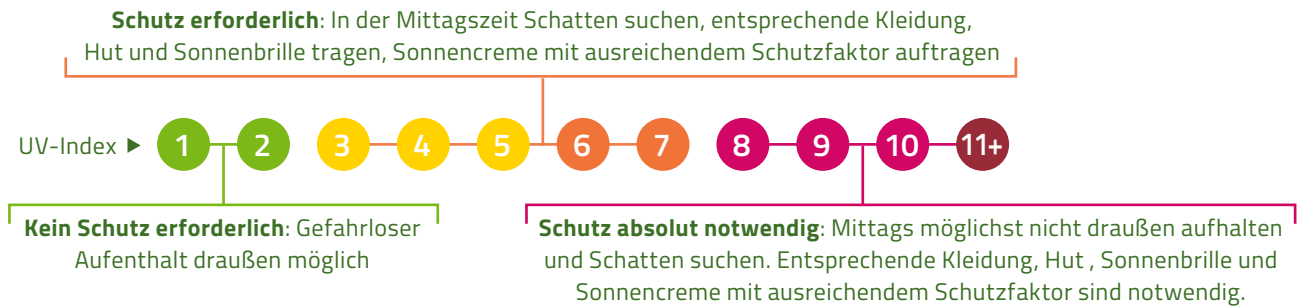 Schutz erforderlich: In der Mittagszeit Schatten suchen, entsprechende Kleidung,
Hut und Sonnenbrille tragen, Sonnencreme mit ausreichendem Schutzfaktor auftragen
UV-Index ▶ 1 2 3 4 5 6 7 8 9 10 11+
Kein Schutz erforderlich: Gefahrloser
Aufenthalt draußen möglich
Schutz absolut notwendig: Mittags möglichst nicht draußen aufhalten
und Schatten suchen. Entsprechende Kleidung, Hut , Sonnenbrille und
Sonnencreme mit ausreichendem Schutzfaktor sind notwendig.